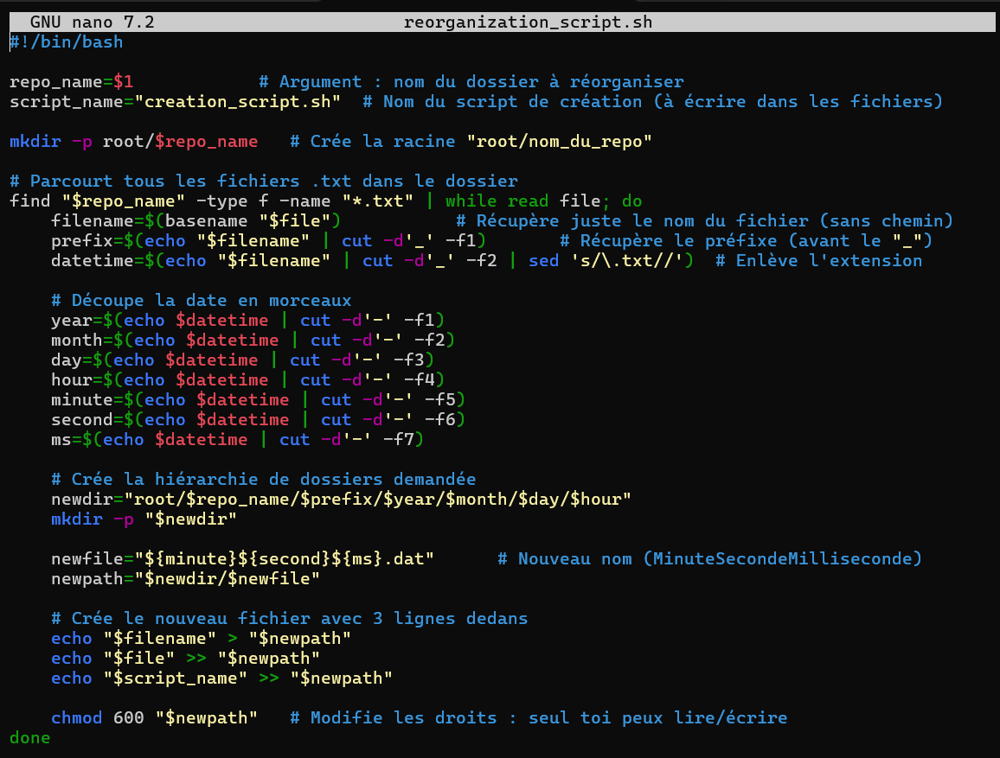 GNU nano 7.2 reorganization_script.sh
#!/bin/bash
repo_name=$1 # Argument : nom du dossier à réorganiser
script_name="creation_script.sh" # Nom du script de création (à écrire dans les fichiers)
mkdir -p root/$repo_name # Crée la racine "root/nom_du_repo"
# Parcourt tous les fichiers .txt dans le dossier
find "$repo_name" -type f -name "*.txt" | while read file; do
filename=$(basename "$file") # Récupère juste le nom du fichier (sans chemin)
prefix=$(echo "$filename" | cut -d'_' -f1) # Récupère le préfixe (avant le "_")
datetime=$(echo "$filename" | cut -d'_' -f2 | sed 's/\.txt//') # Enlève l'extension
# Découpe la date en morceaux
year=$(echo $datetime | cut -d'-' -f1)
month=$(echo $datetime | cut -d'-' -f2)
day=$(echo $datetime | cut -d'-' -f3)
hour=$(echo $datetime | cut -d'-' -f4)
minute=$(echo $datetime | cut -d'-' -f5)
second=$(echo $datetime | cut -d'-' -f6)
ms=$(echo $datetime | cut -d'-' -f7)
# Crée la hiérarchie de dossiers demandée
newdir="root/$repo_name/$prefix/$year/$month/$day/$hour"
mkdir -p "$newdir"
newfile="${minute}${second}${ms}.dat" # Nouveau nom (MinuteSecondeMilliseconde)
newpath="$newdir/$newfile"
# Crée le nouveau fichier avec 3 lignes dedans
echo "$filename" > "$newpath"
echo "$file" >> "$newpath"
echo "$script_name" >> "$newpath"
chmod 600 "$newpath" # Modifie les droits : seul toi peux lire/écrire
done